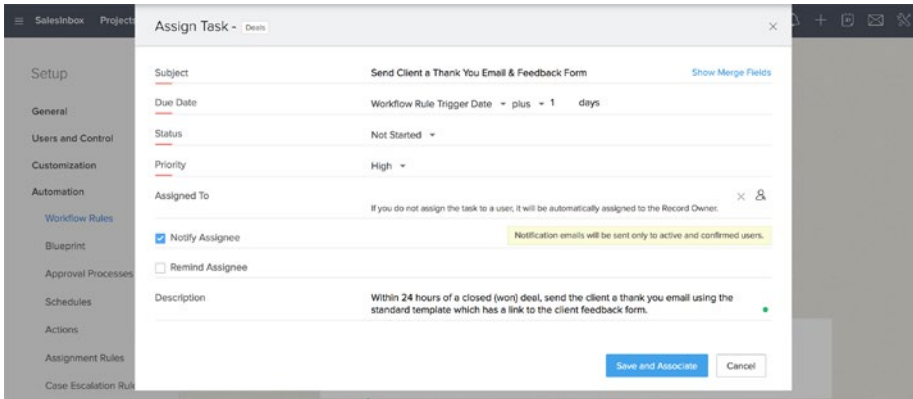 SalesInbox Projects
Assign Task - Deals
Setup
Subject
Send Client a Thank You Email & Feedback Form
Show Merge Fields
Due Date
Workflow Rule Trigger Date plus 1 days
General
Status
Not Started
Users and Control
Priority
High
Customization
Automation
Assigned To
If you do not assign the task to a user, it will be automatically assigned to the Record Owner.
Workflow Rules
Notify Assignee
Notification emails will be sent only to active and confirmed users.
Blueprint
Remind Assignee
Approval Processes
Description
Within 24 hours of a closed (won) deal, send the client a thank you email using the
standard template which has a link to the client feedback form.
Schedules
Actions
Assignment Rules
Save and Associate
Cancel
Case Escalation Rule